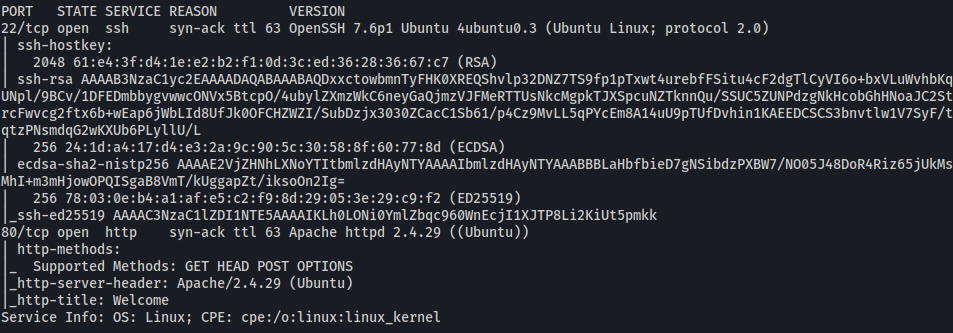 PORT   STATE SERVICE REASON         VERSION
22/tcp open  ssh     syn-ack ttl 63 OpenSSH 7.6p1 Ubuntu 4ubuntu0.3 (Ubuntu Linux; protocol 2.0)
| ssh-hostkey:
|   2048 61:e4:3f:d4:1e:e2:b2:f1:0d:3c:ed:36:28:36:67:c7 (RSA)
| ssh-rsa AAAAB3NzaC1yc2EAAAADAQABAAABAQDxxctowbmnTyFHK0XREQShvlp32DNZ7TS9fp1pTxwt4urebfFSitu4cF2dgTlCyVI6o+bxVLuWvhbKq
UNpl/9BCv/1DFEDmbbygvwwcONVx5BtcpO/4ubylZXmzWkC6neyGaQjmzVJFMeRTTUsNkcMgpkTJXSpcuNZTknnQu/SSUC5ZUNPdzgNkHcobGhHNoaJC2St
rcFwvcg2ftx6b+wEap6jWbLId8UfJk0OFCHZWZI/SubDzjx3030ZCacC1Sb61/p4Cz9MvLL5qPYcEm8A14uU9pTUfDvhin1KAEEDCSCS3bnvtlw1V7SyF/t
qtzPNsmdqG2wKXUb6PLyllU/L
|   256 24:1d:a4:17:d4:e3:2a:9c:90:5c:30:58:8f:60:77:8d (ECDSA)
| ecdsa-sha2-nistp256 AAAAE2VjZHNhLXNoYTItbmlzdHAyNTYAAAAIbmlzdHAyNTYAAABBBLaHbfbieD7gNSibdzPXBW7/NO05J48DoR4Riz65jUkMs
MhI+m3mHjowOPQISgaB8VmT/kUggapZt/iksoOn2Ig=
|   256 78:03:0e:b4:a1:af:e5:c2:f9:8d:29:05:3e:29:c9:f2 (ED25519)
|_ssh-ed25519 AAAAC3NzaC1lZDI1NTE5AAAAIKLh0LONi0YmlZbqc960WnEcjI1XJTP8Li2KiUt5pmkk
80/tcp open  http    syn-ack ttl 63 Apache httpd 2.4.29 ((Ubuntu))
| http-methods:
|_  Supported Methods: GET HEAD POST OPTIONS
|_http-server-header: Apache/2.4.29 (Ubuntu)
|_http-title: Welcome
Service Info: OS: Linux; CPE: cpe:/o:linux:linux_kernel